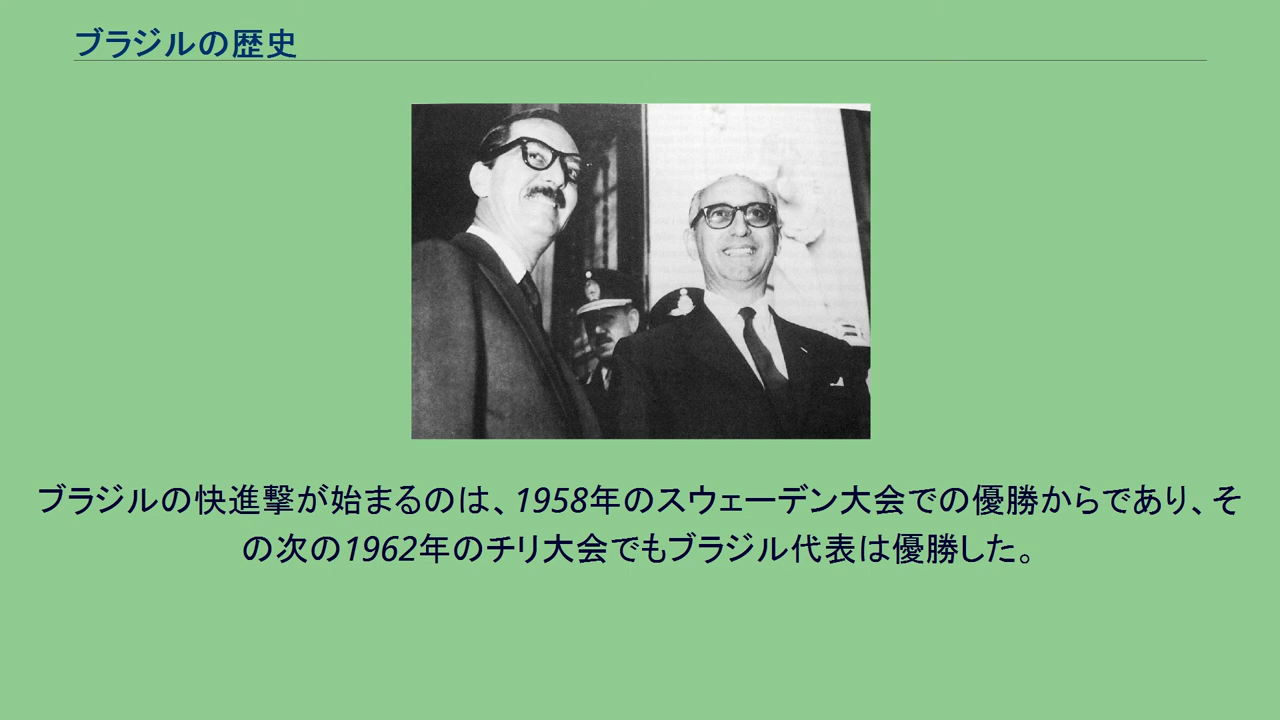 ブラジルの歴史
ブラジルの快進撃が始まるのは、1958年のスウェーデン大会での優勝からであり、そ
の次の1962年のチリ大会でもブラジル代表は優勝した。